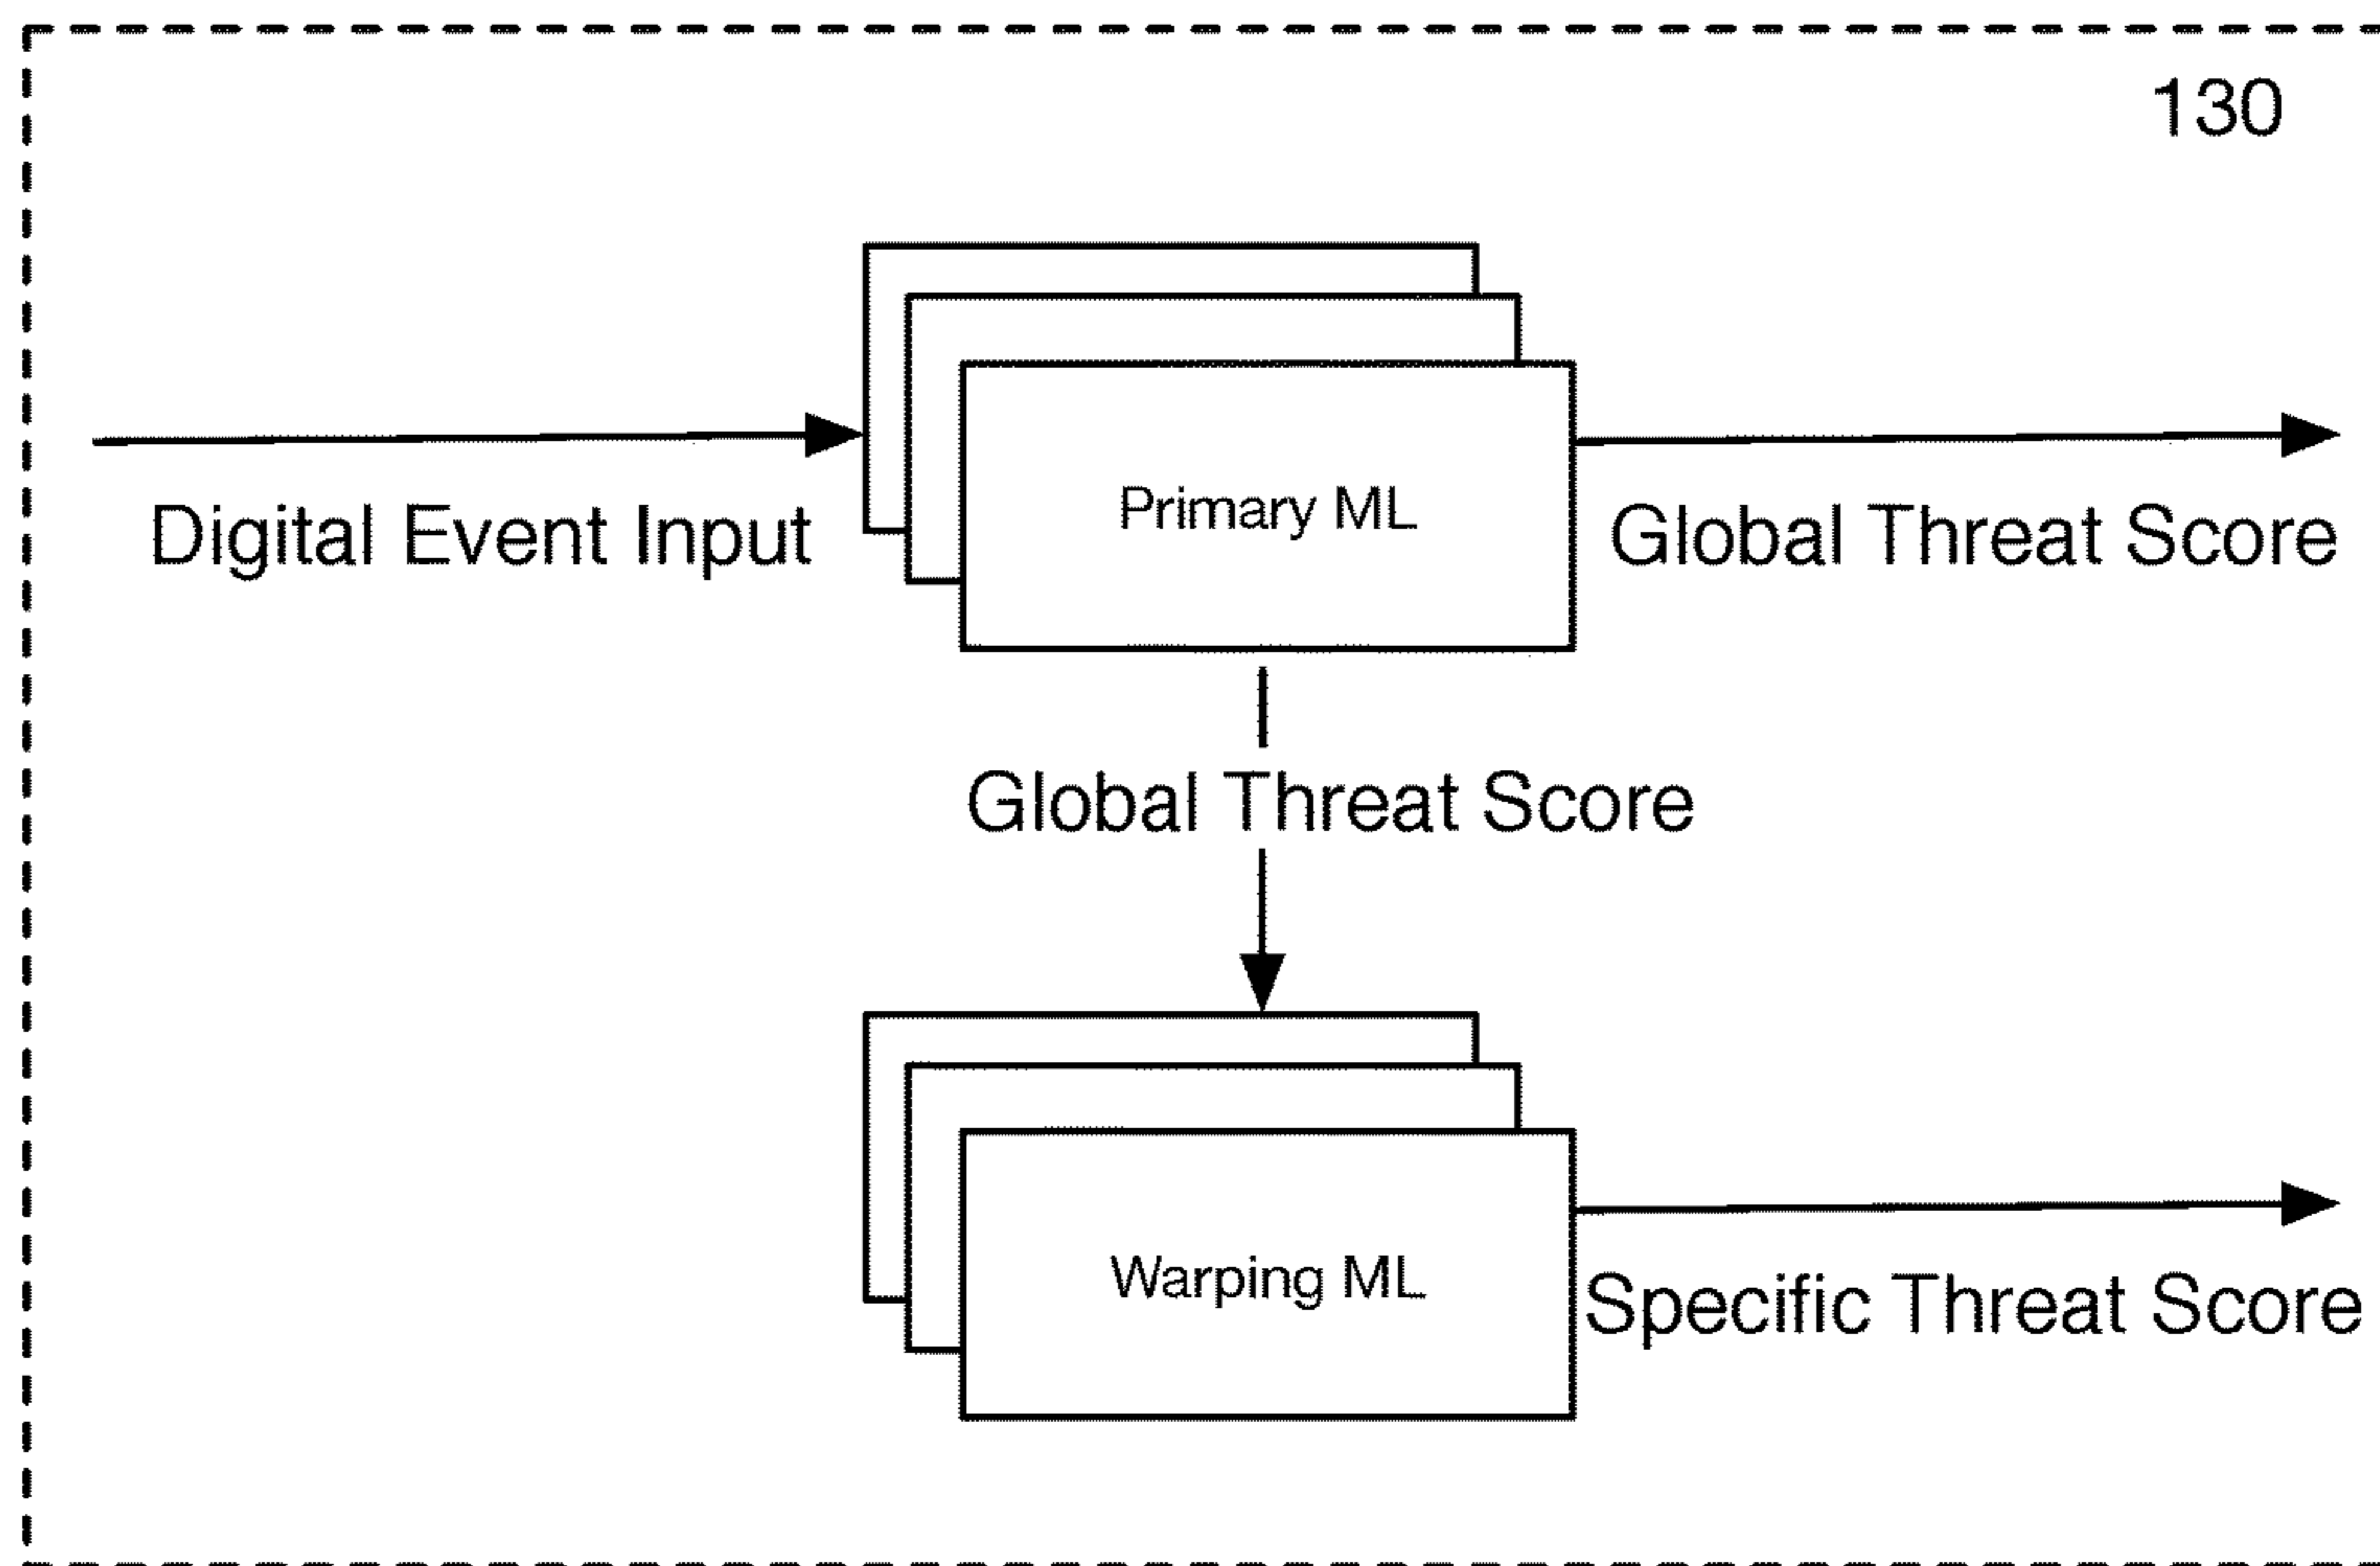 130
Primary ML
Digital Event Input
Global Threat Score
Global Threat Score
Warping ML
Specific Threat Score